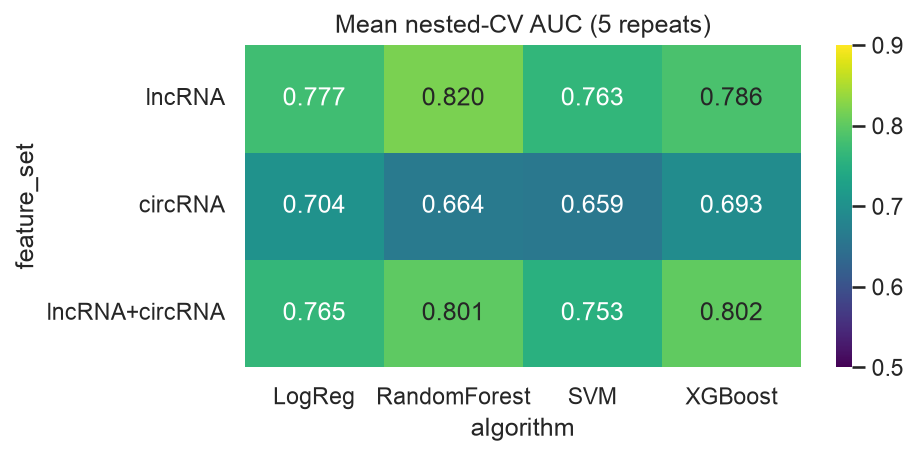 Mean nested-CV AUC (5 repeats)
feature_set
lncRNA 0.777 0.820 0.763 0.786
circRNA 0.704 0.664 0.659 0.693
lncRNA+circRNA 0.765 0.801 0.753 0.802
LogReg RandomForest SVM XGBoost
algorithm
0.9
0.8
0.7
0.6
0.5